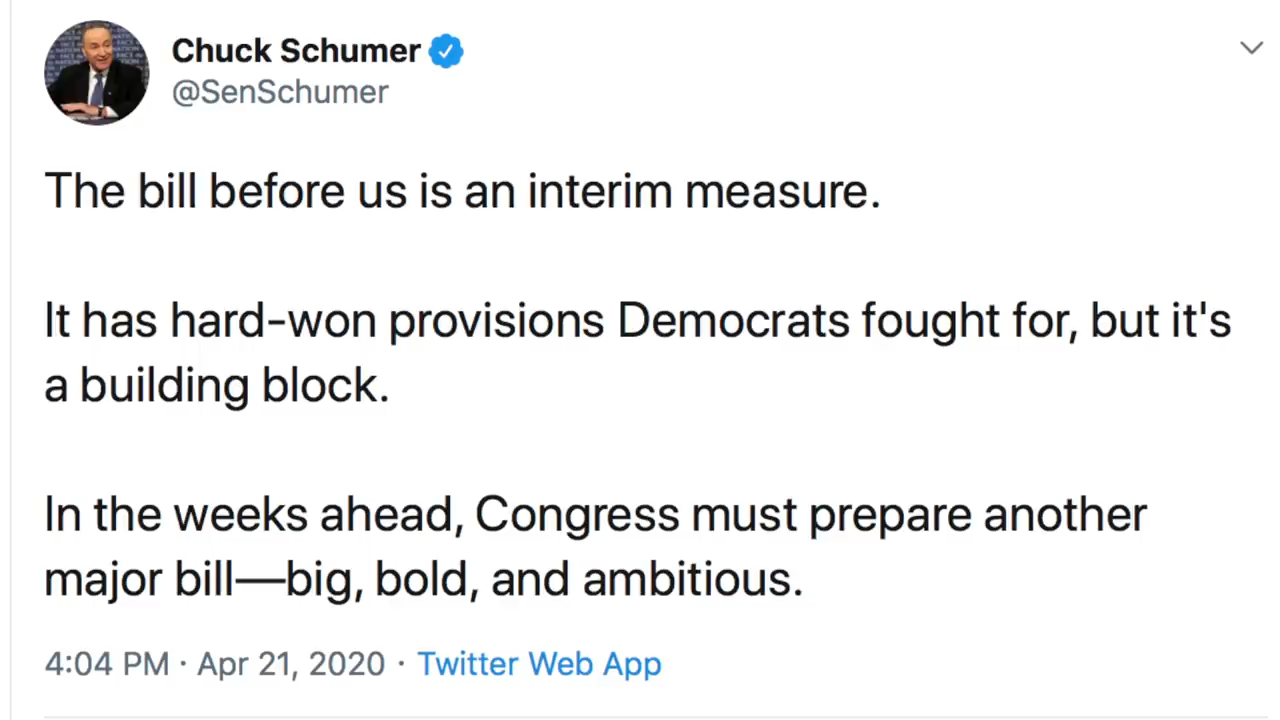 Chuck Schumer
@SenSchumer
The bill before us is an interim measure.
It has hard-won provisions Democrats fought for, but it's
a building block.
In the weeks ahead, Congress must prepare another
major bill—big, bold, and ambitious.
4:04 PM · Apr 21, 2020 · Twitter Web App